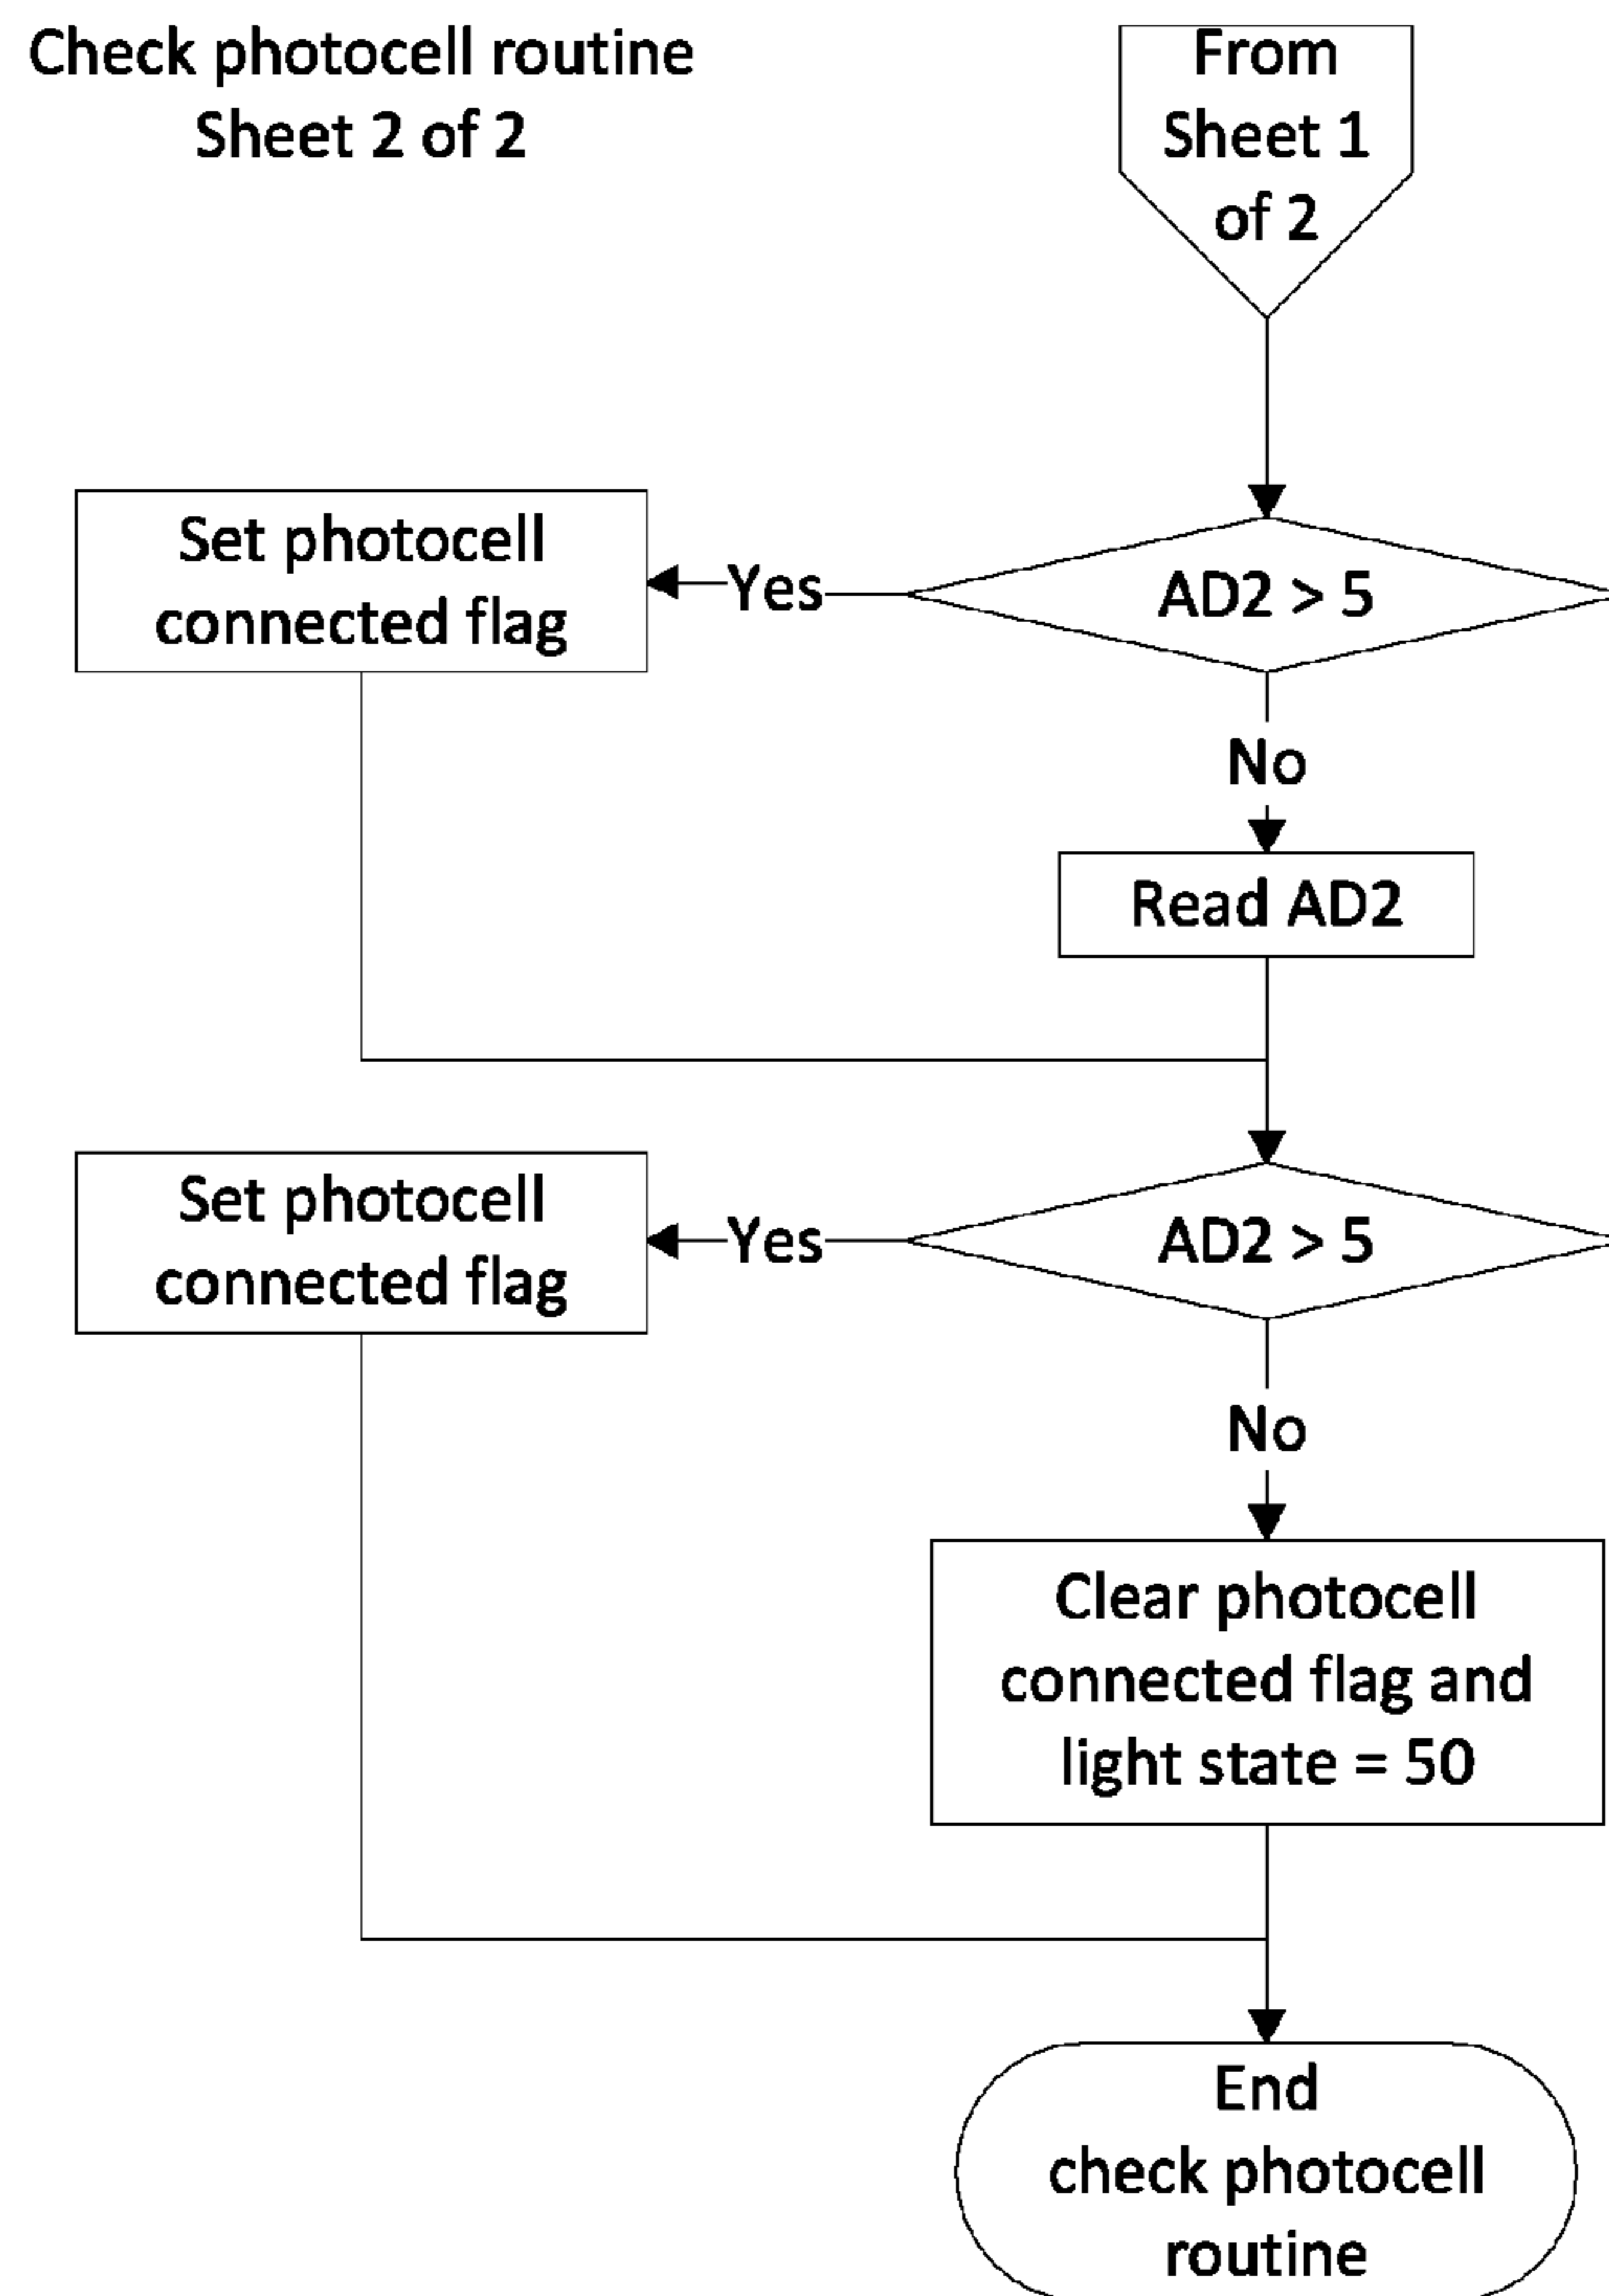 Check photocell routine
Sheet 2 of 2
From
Sheet 1
of 2
AD2 > 5
Yes
Set photocell
connected flag
No
Read AD2
AD2 > 5
Yes
Set photocell
connected flag
No
Clear photocell
connected flag and
light state = 50
End
check photocell
routine